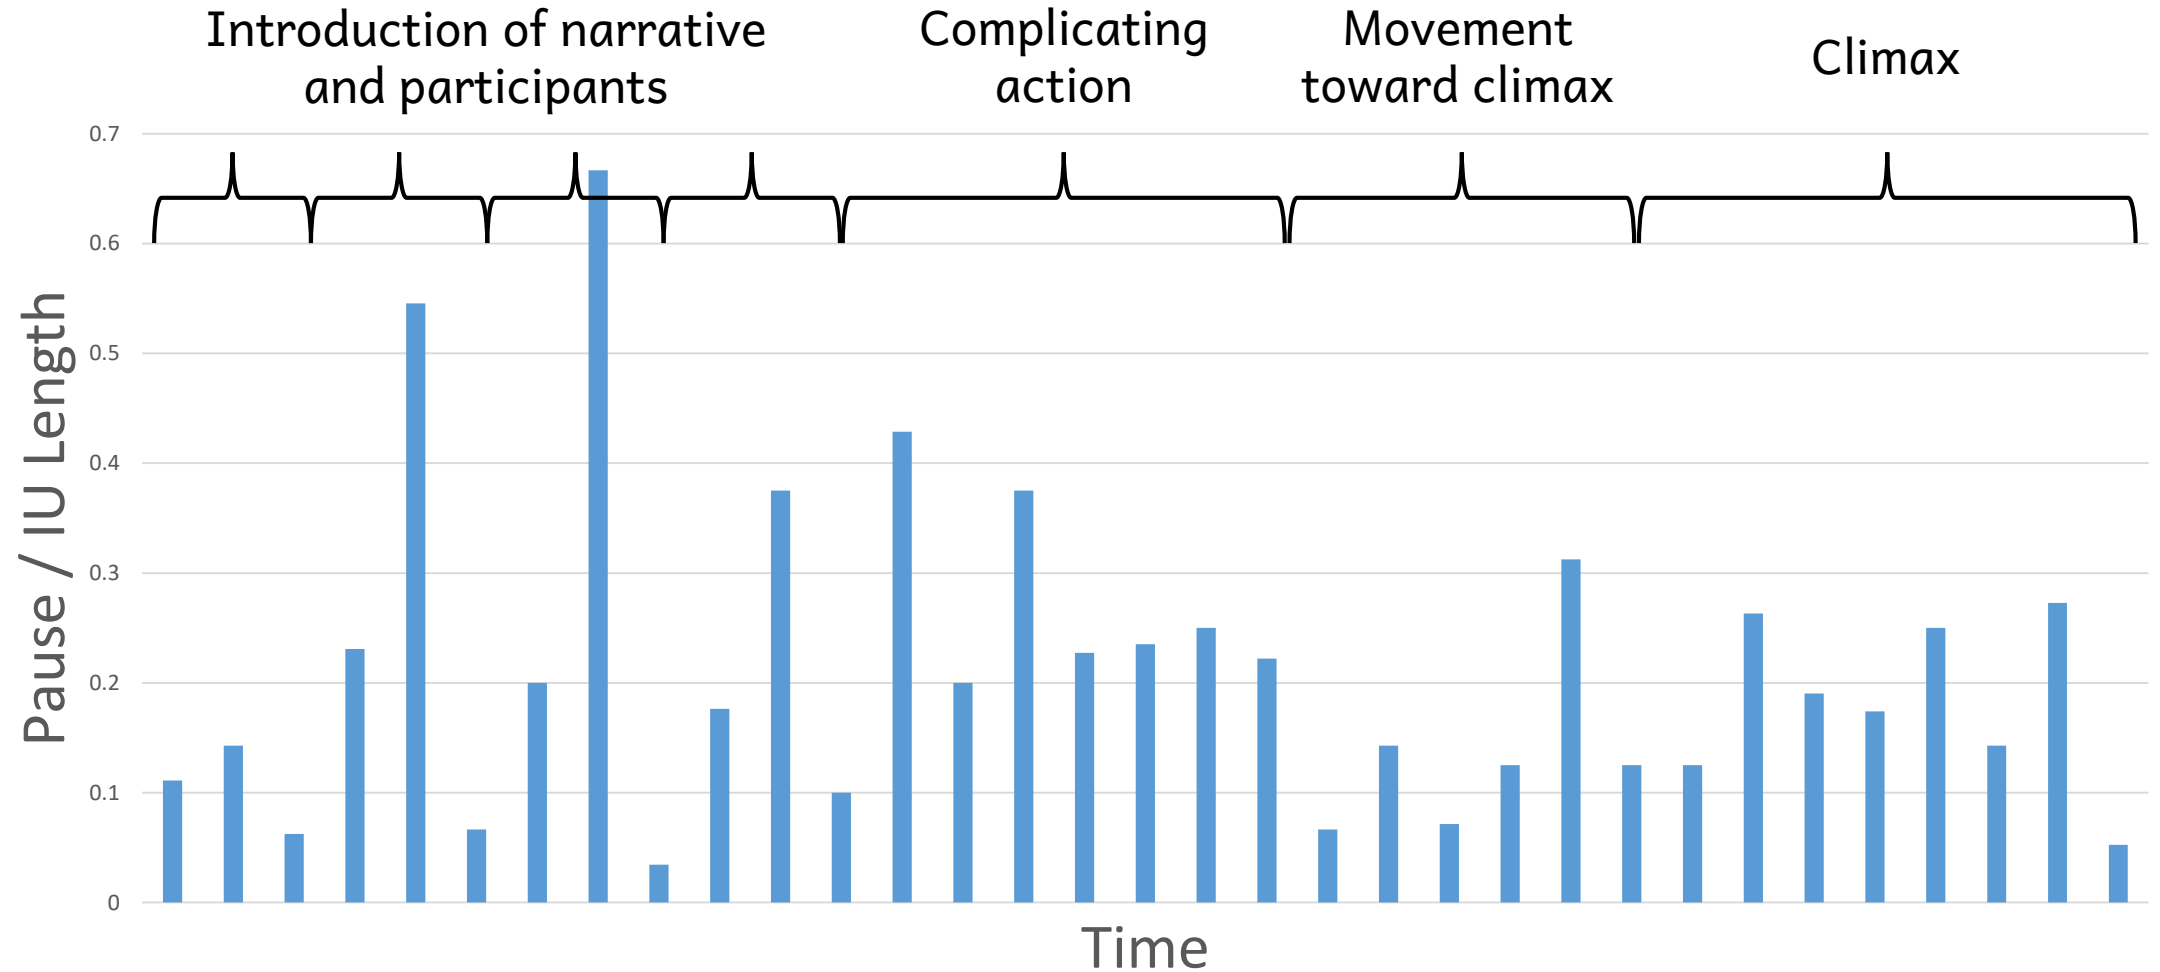 Introduction of narrative
and participants
Complicating
action
Movement
toward climax
Climax
0.7
0.6
0.5
0.4
0.3
0.2
0.1
0
Pause / IU Length
Time